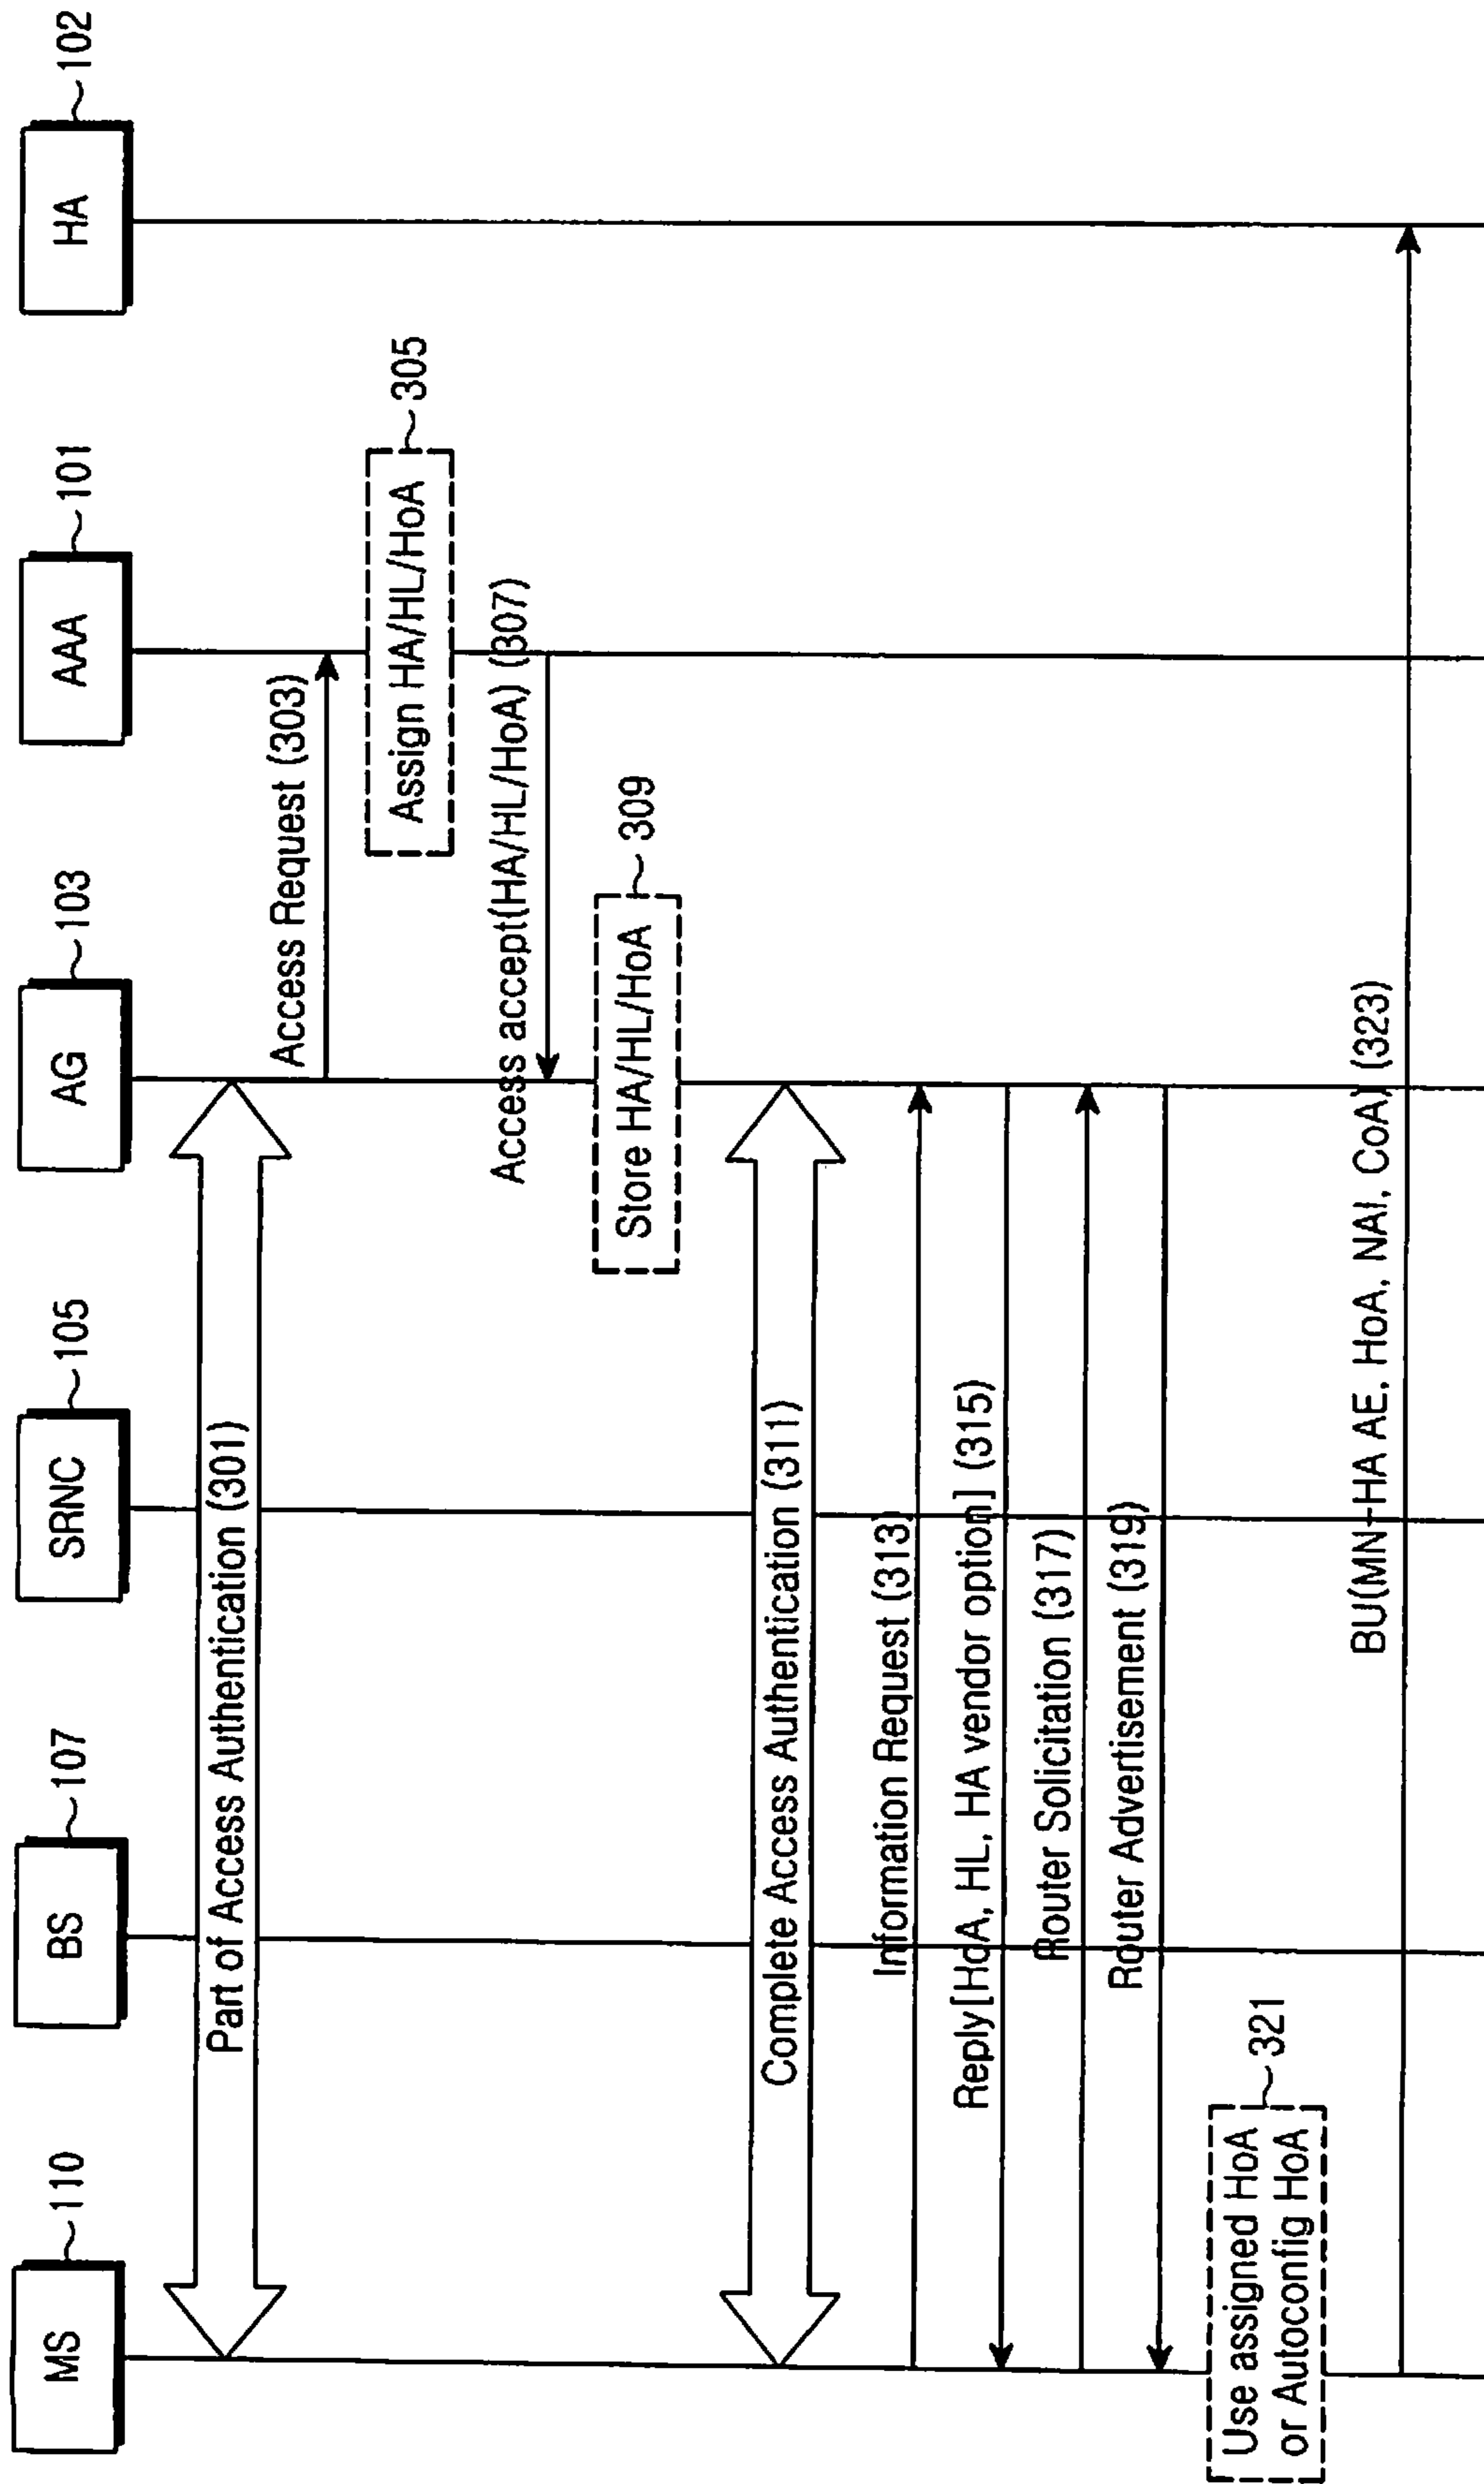 MS
~110
BS
~107
SRNC
~105
AG
~103
AAA
~101
HA
~102
Part of Access Authentication (301)
Access Request (303)
Assign HA/HL/HoA
~305
Access accept(HA/HL/HoA) (307)
Store HA/HL/HoA
~309
Complete Access Authentication (311)
Information Request (313)
Reply[HoA, HL, HA vendor option] (315)
Router Solicitation (317)
Router Advertisement (319)
Use assigned HoA
or Autoconfig HoA
~321
BU(MN-HA AE, HoA, NAI, CoA) (323)